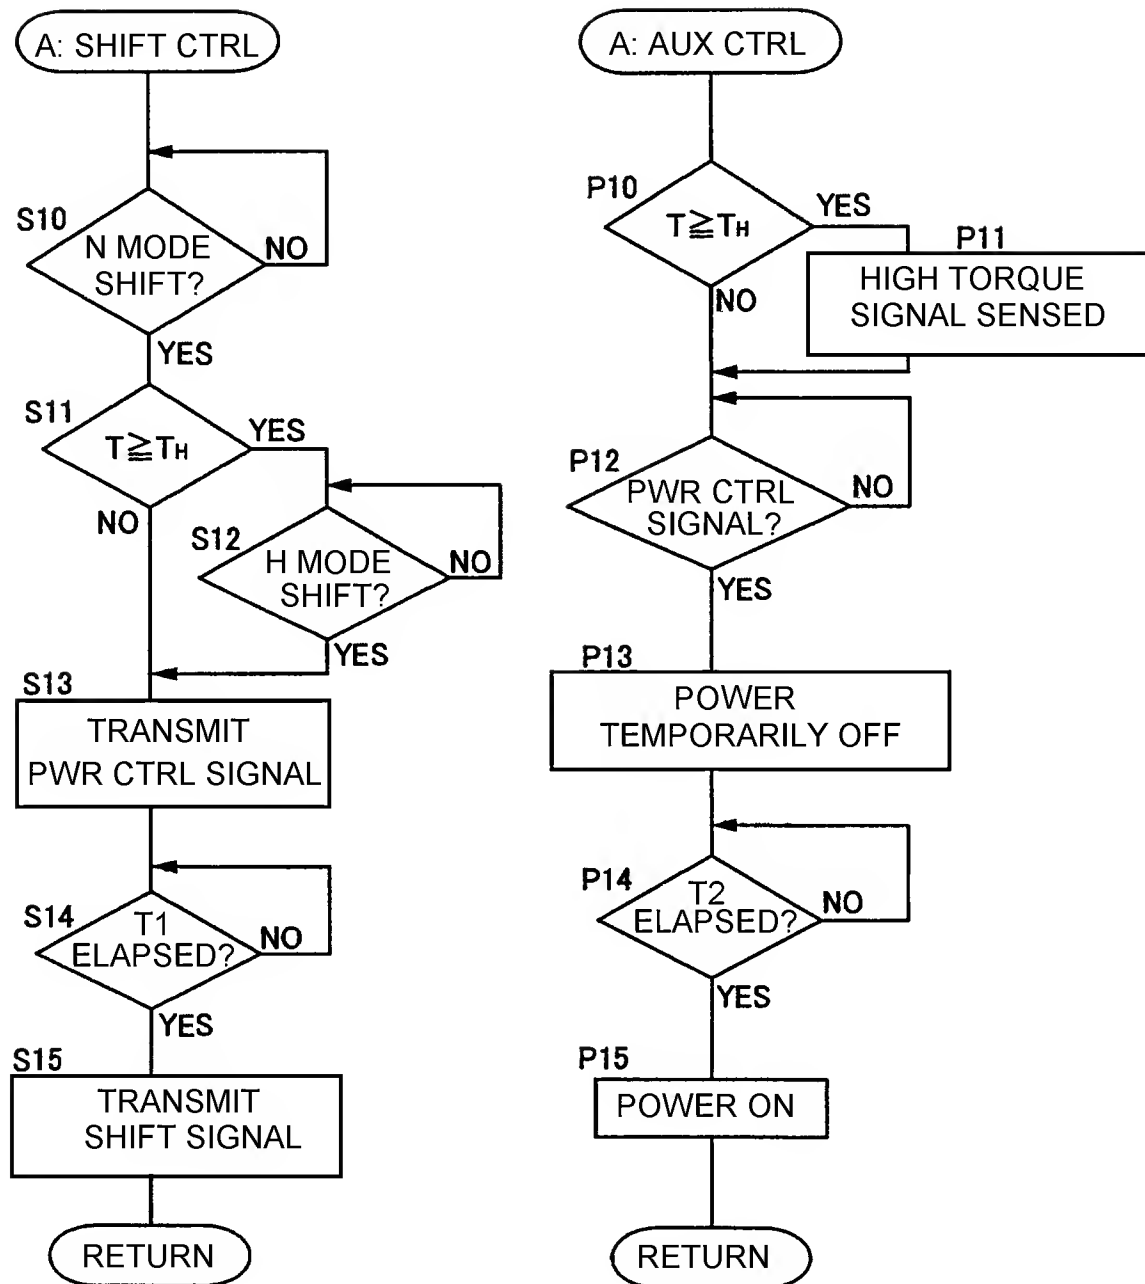 A: SHIFT CTRL
S10
N MODE
SHIFT?
NO
YES
S11
T≧TH
YES
NO
S12
H MODE
SHIFT?
NO
YES
S13
TRANSMIT
PWR CTRL SIGNAL
S14
T1
ELAPSED?
NO
YES
S15
TRANSMIT
SHIFT SIGNAL
RETURN
A: AUX CTRL
P10
T≧TH
YES
NO
P11
HIGH TORQUE
SIGNAL SENSED
P12
PWR CTRL
SIGNAL?
NO
YES
P13
POWER
TEMPORARILY OFF
P14
T2
ELAPSED?
NO
YES
P15
POWER ON
RETURN